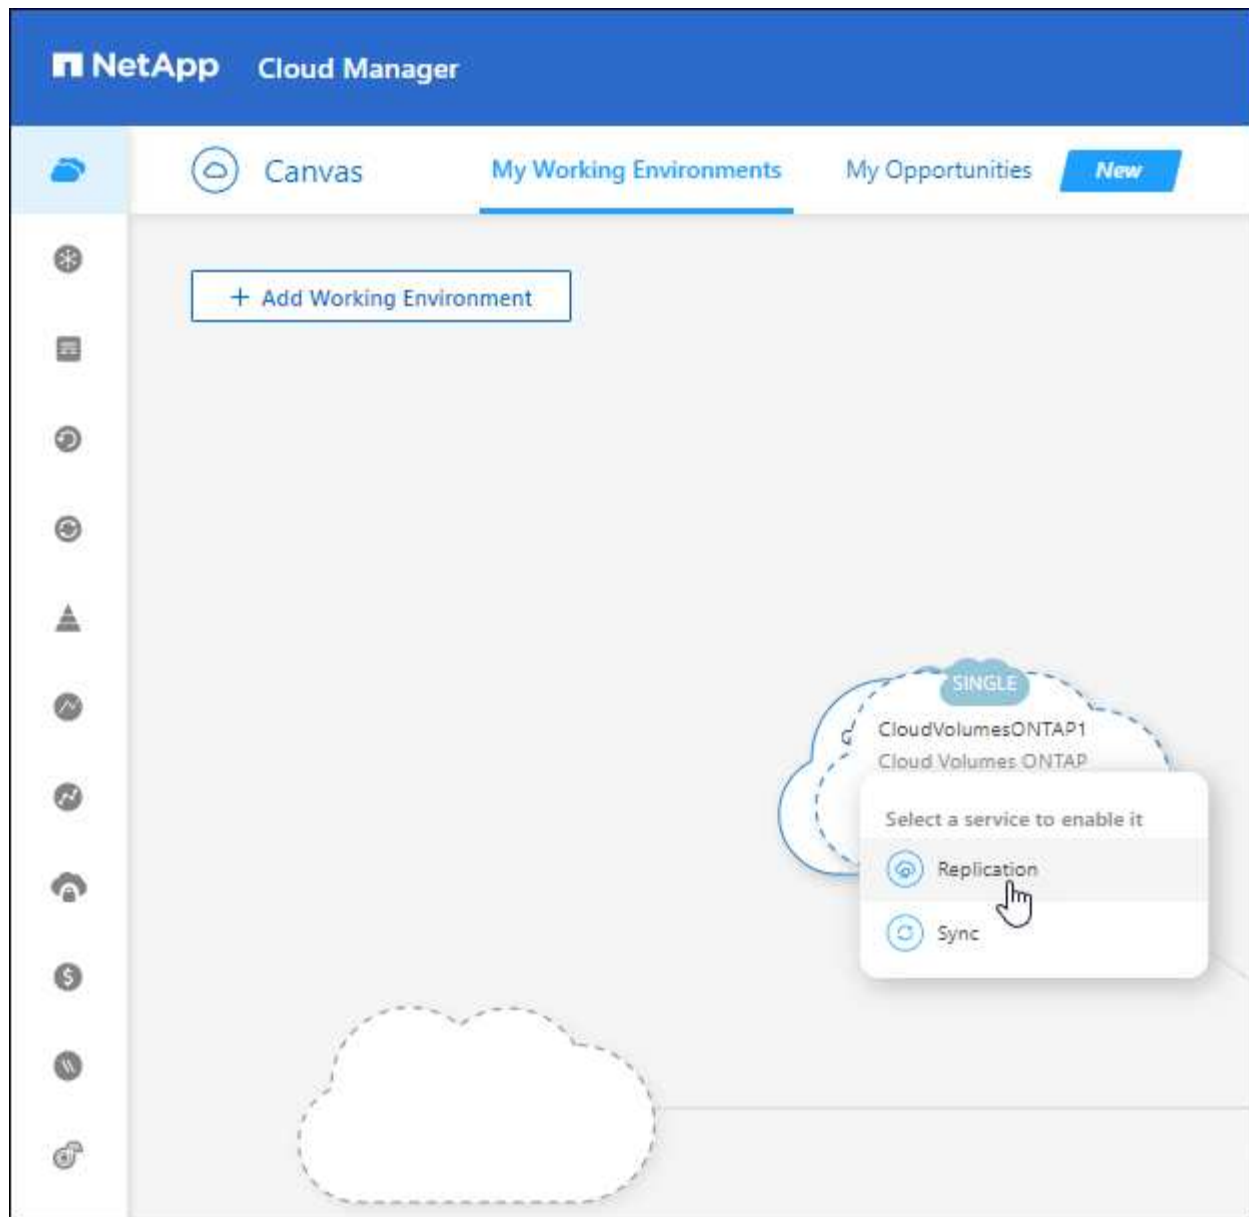 NetApp Cloud Manager
Canvas My Working Environments My Opportunities New
+ Add Working Environment
SINGLE
CloudVolumesONTAP1
Cloud Volumes ONTAP
Select a service to enable it
Replication
Sync